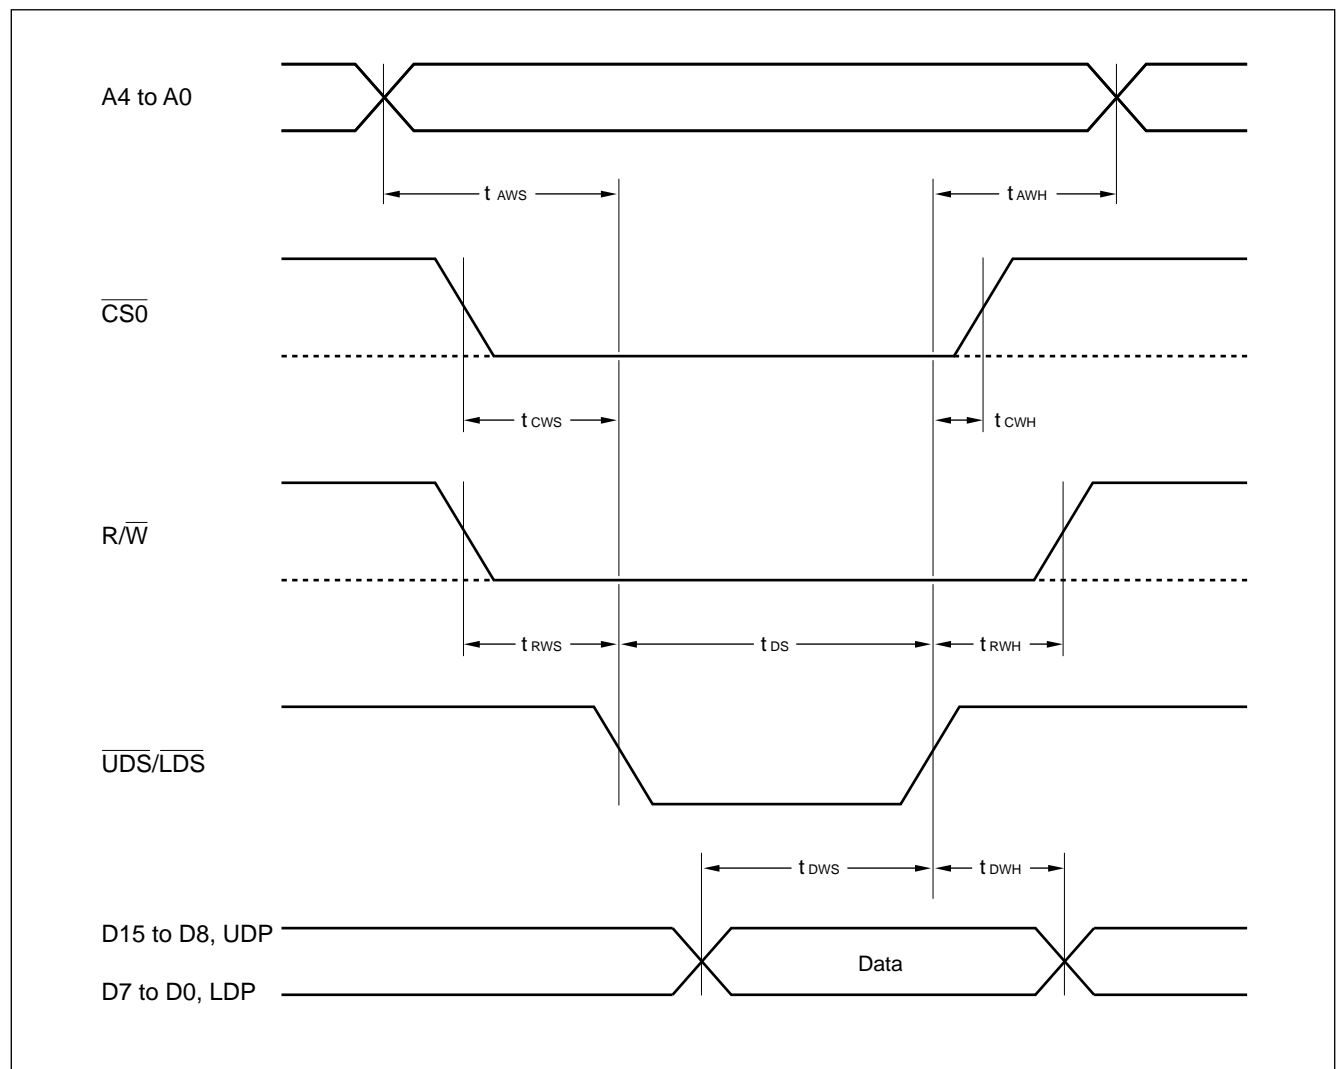 A4 to A0
t AWS
t AWH
CS0
t CWS
t CWH
R/W
t RWS
t DS
t RWH
UDS/LDS
t DWS
t DWH
D15 to D8, UDP
Data
D7 to D0, LDP